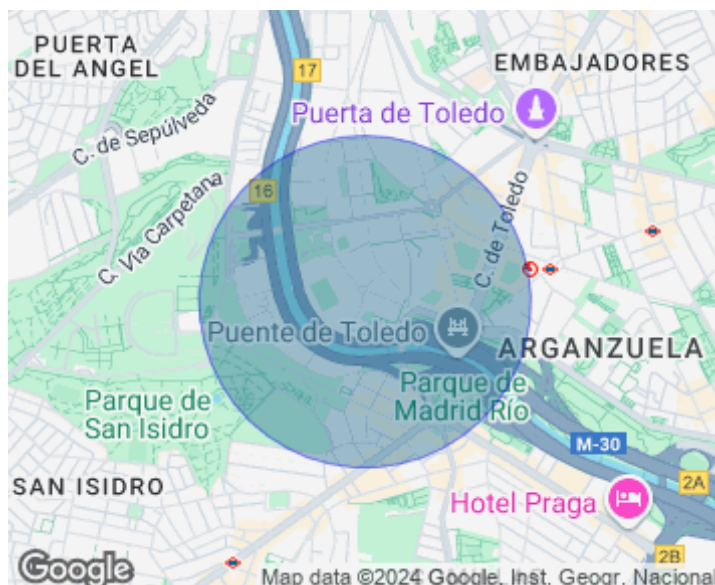 PUERTA
DEL ANGEL
17
EMBAJADORES
Puerta de Toledo
C. de Sepúlveda
16
C. Vía Carpetana
C. de Toledo
Puente de Toledo
ARGANZUELA
Parque de
Madrid Río
Parque de
San Isidro
M-30
SAN ISIDRO
2A
Hotel Praga
2B
Google
Map data ©2024 Google, Inst. Geogr. Nacional